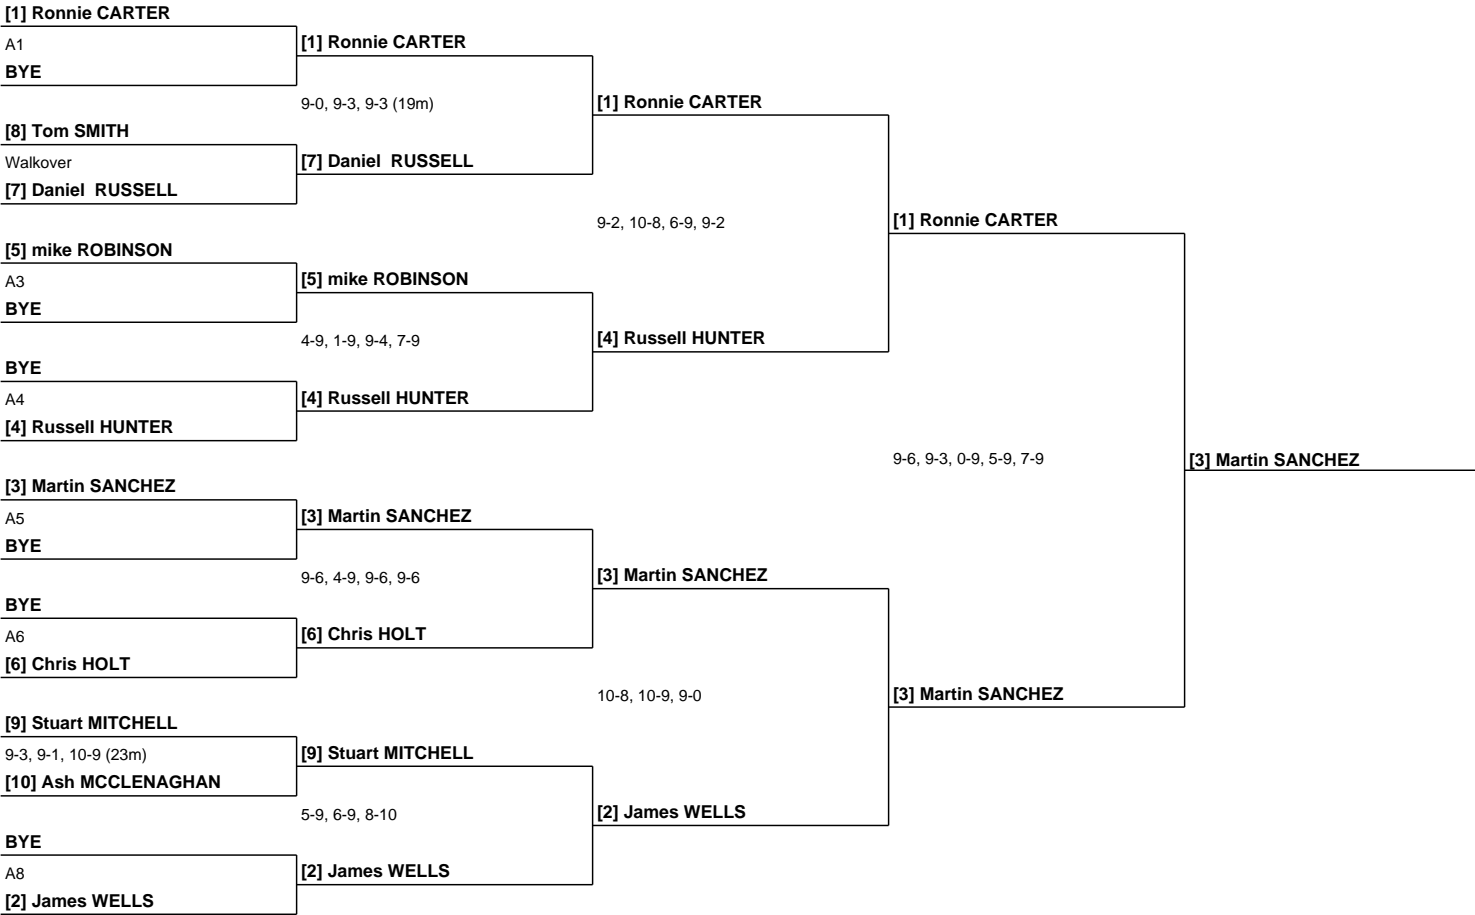 [1] Ronnie CARTER
A1
BYE
[1] Ronnie CARTER
9-0, 9-3, 9-3 (19m)
[8] Tom SMITH
Walkover
[7] Daniel  RUSSELL
[7] Daniel  RUSSELL
[1] Ronnie CARTER
9-2, 10-8, 6-9, 9-2
[5] mike ROBINSON
A3
BYE
[5] mike ROBINSON
4-9, 1-9, 9-4, 7-9
BYE
A4
[4] Russell HUNTER
[4] Russell HUNTER
[4] Russell HUNTER
[1] Ronnie CARTER
9-6, 9-3, 0-9, 5-9, 7-9
[3] Martin SANCHEZ
[3] Martin SANCHEZ
A5
BYE
[3] Martin SANCHEZ
9-6, 4-9, 9-6, 9-6
BYE
A6
[6] Chris HOLT
[6] Chris HOLT
[3] Martin SANCHEZ
10-8, 10-9, 9-0
[3] Martin SANCHEZ
[9] Stuart MITCHELL
9-3, 9-1, 10-9 (23m)
[10] Ash MCCLENAGHAN
[9] Stuart MITCHELL
5-9, 6-9, 8-10
BYE
A8
[2] James WELLS
[2] James WELLS
[2] James WELLS